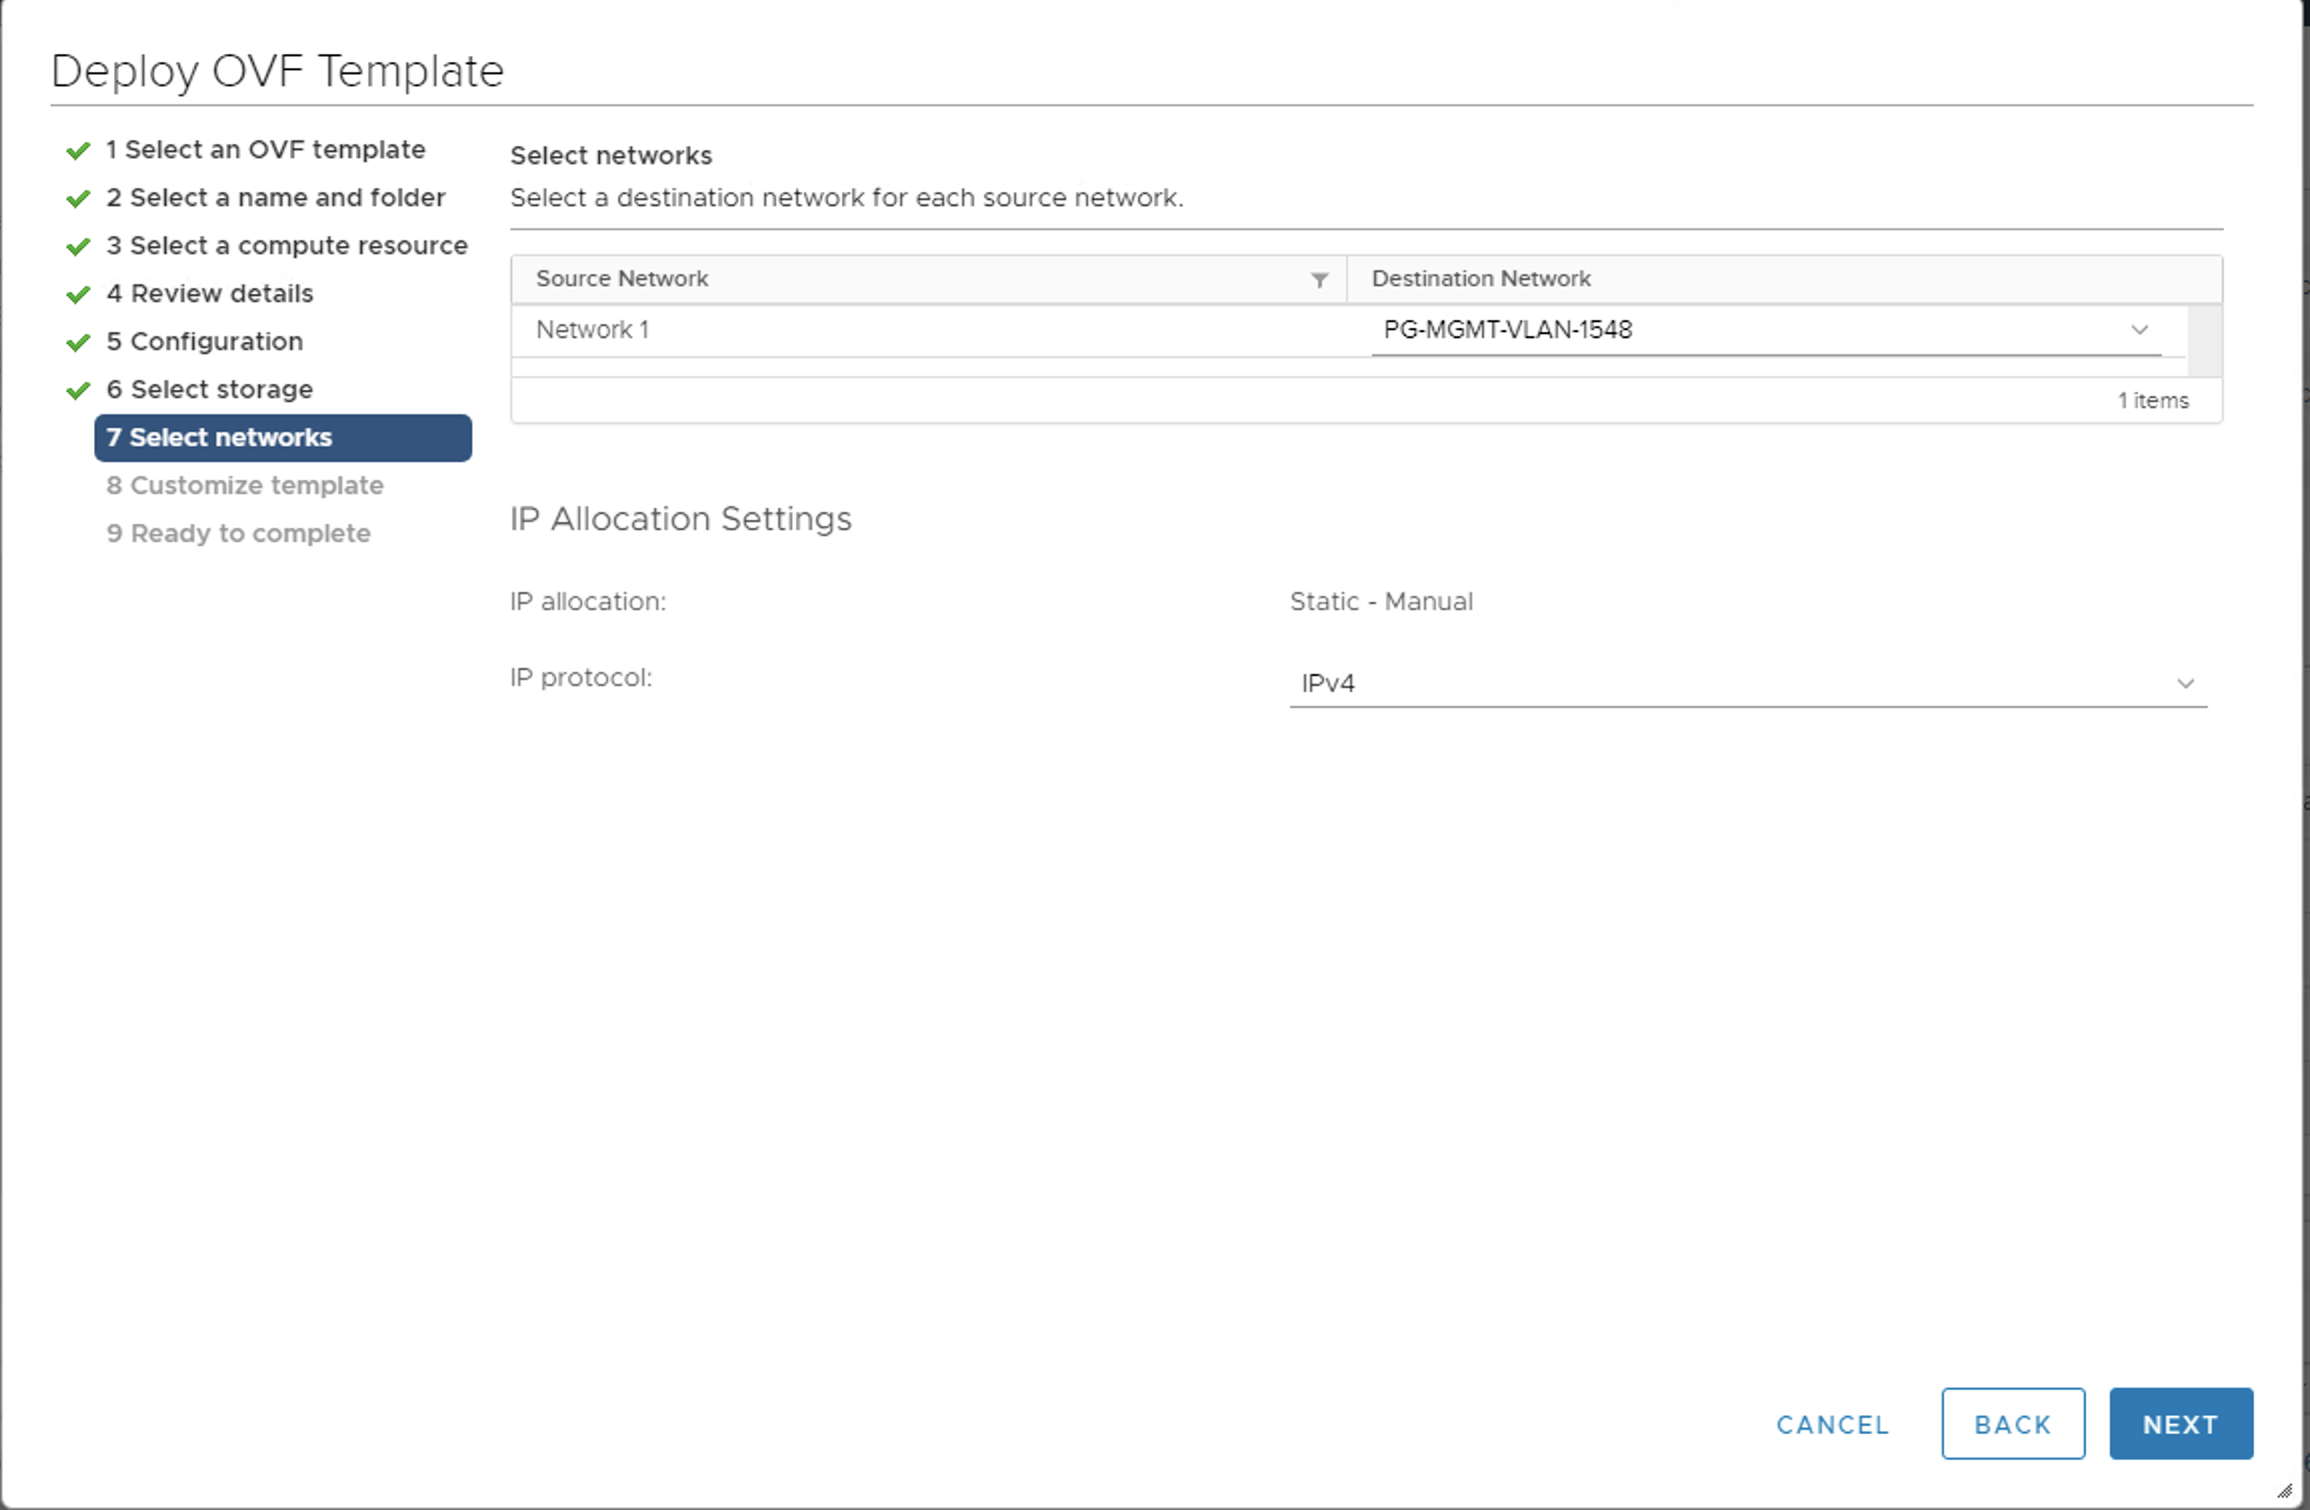 Deploy OVF Template
1 Select an OVF template
2 Select a name and folder
3 Select a compute resource
4 Review details
5 Configuration
6 Select storage
7 Select networks
8 Customize template
9 Ready to complete
Select networks
Select a destination network for each source network.
Source Network Destination Network
Network 1 PG-MGMT-VLAN-1548
1 items
IP Allocation Settings
IP allocation: Static - Manual
IP protocol: IPv4
CANCEL BACK NEXT